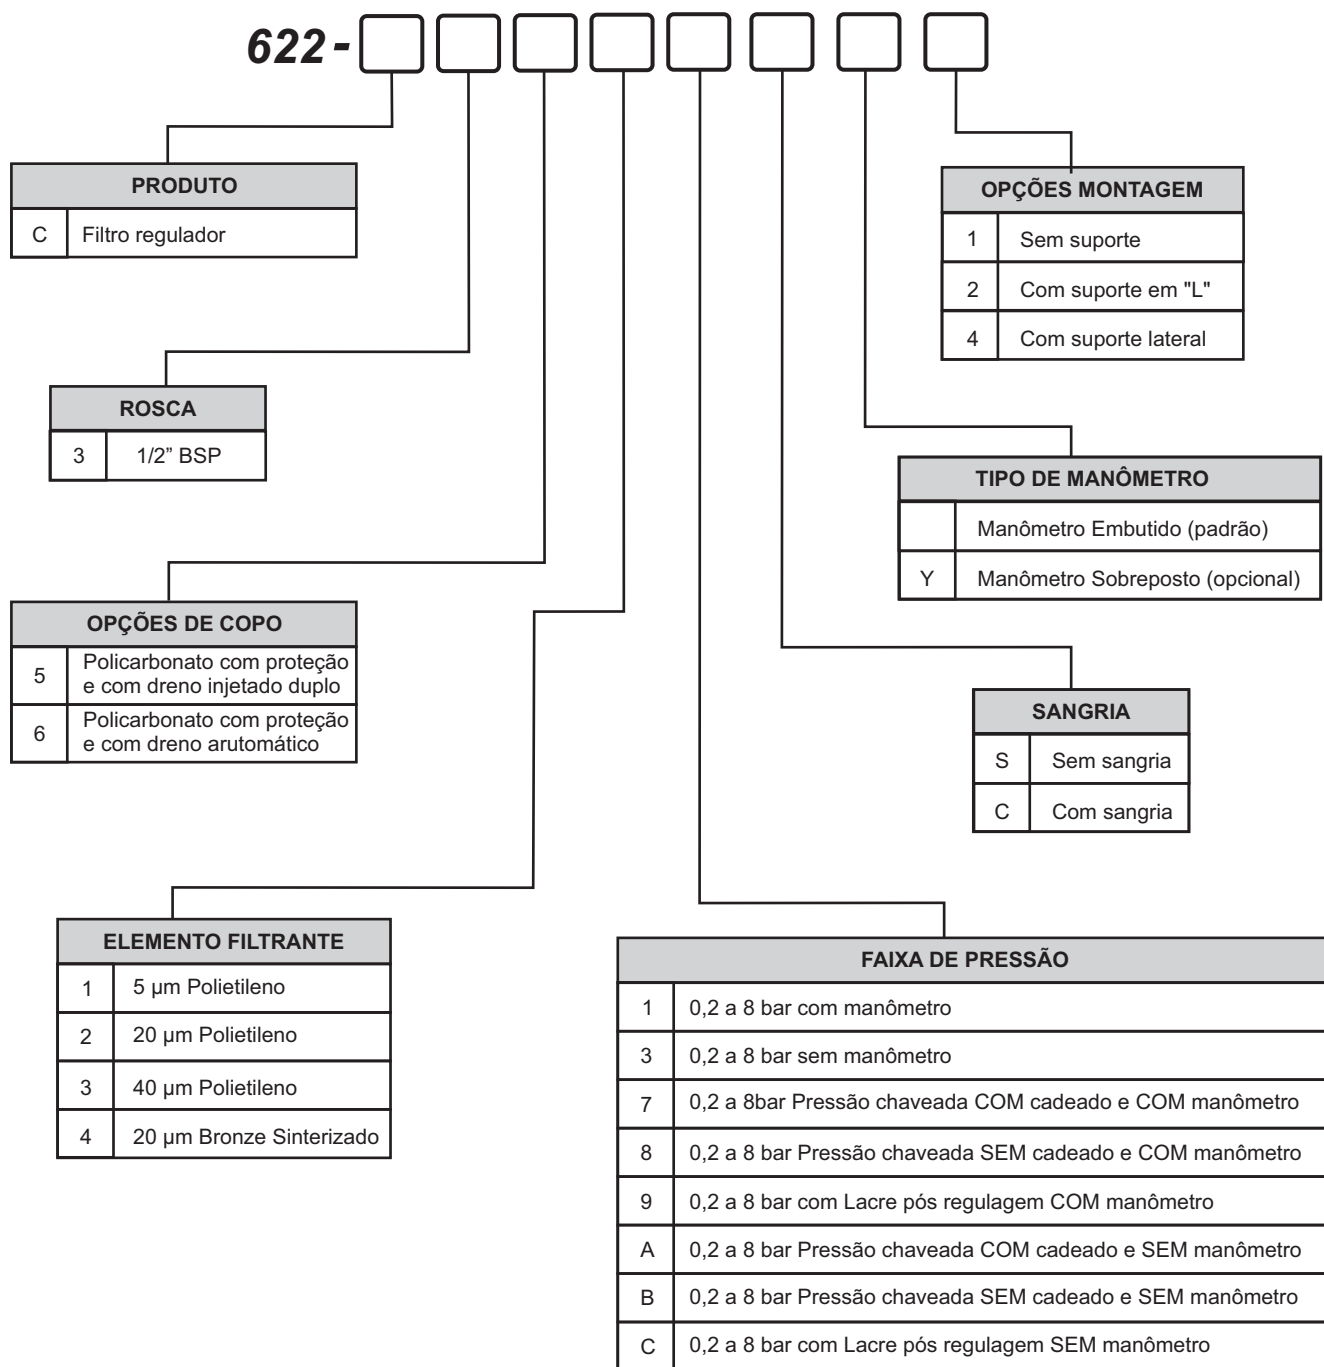 622-
PRODUTO
C Filtro regulador
ROSCA
3 1/2” BSP
OPÇÕES DE COPO
5 Policarbonato com proteção
e com dreno injetado duplo
6 Policarbonato com proteção
e com dreno arutomático
ELEMENTO FILTRANTE
1 5 µm Polietileno
2 20 µm Polietileno
3 40 µm Polietileno
4 20 µm Bronze Sinterizado
OPÇÕES MONTAGEM
1 Sem suporte
2 Com suporte em "L"
4 Com suporte lateral
TIPO DE MANÔMETRO
Manômetro Embutido (padrão)
Y Manômetro Sobreposto (opcional)
SANGRIA
S Sem sangria
C Com sangria
FAIXA DE PRESSÃO
1 0,2 a 8 bar com manômetro
3 0,2 a 8 bar sem manômetro
7 0,2 a 8bar Pressão chaveada COM cadeado e COM manômetro
8 0,2 a 8 bar Pressão chaveada SEM cadeado e COM manômetro
9 0,2 a 8 bar com Lacre pós regulagem COM manômetro
A 0,2 a 8 bar Pressão chaveada COM cadeado e SEM manômetro
B 0,2 a 8 bar Pressão chaveada SEM cadeado e SEM manômetro
C 0,2 a 8 bar com Lacre pós regulagem SEM manômetro